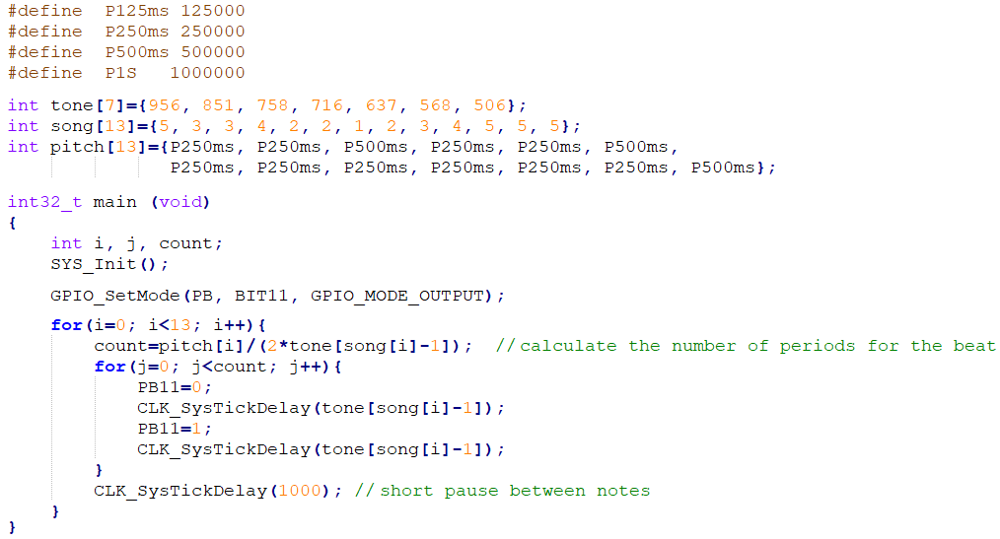 #define  P125ms 125000
#define  P250ms 250000
#define  P500ms 500000
#define  P1S   1000000
int tone[7]={956, 851, 758, 716, 637, 568, 506};
int song[13]={5, 3, 3, 4, 2, 2, 1, 2, 3, 4, 5, 5, 5};
int pitch[13]={P250ms, P250ms, P500ms, P250ms, P250ms, P500ms,
               P250ms, P250ms, P250ms, P250ms, P250ms, P250ms, P500ms};
int32_t main (void)
{
    int i, j, count;
    SYS_Init();
    GPIO_SetMode(PB, BIT11, GPIO_MODE_OUTPUT);
    for(i=0; i<13; i++){
        count=pitch[i]/(2*tone[song[i]-1]);  //calculate the number of periods for the beat
        for(j=0; j<count; j++){
            PB11=0;
            CLK_SysTickDelay(tone[song[i]-1]);
            PB11=1;
            CLK_SysTickDelay(tone[song[i]-1]);
        }
        CLK_SysTickDelay(1000); //short pause between notes
    }
}